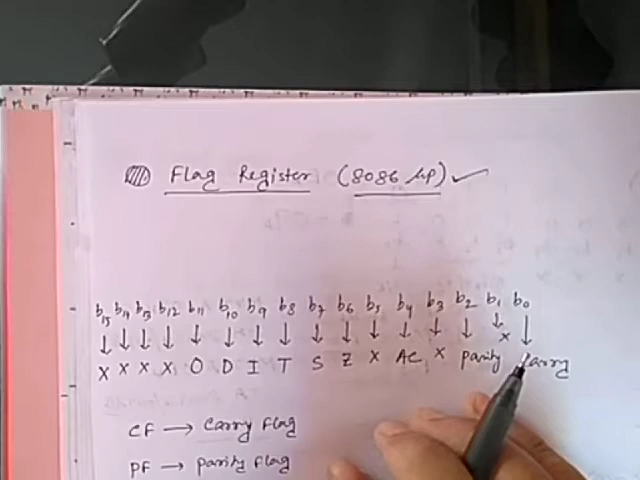 Flag Register (8086 μp)
b15 b14 b13 b12 b11 b10 b9 b8 b7 b6 b5 b4 b3 b2 b1 b0
X X X X O D I T S Z X AC X parity X carry
CF → Carry Flag
PF → parity flag